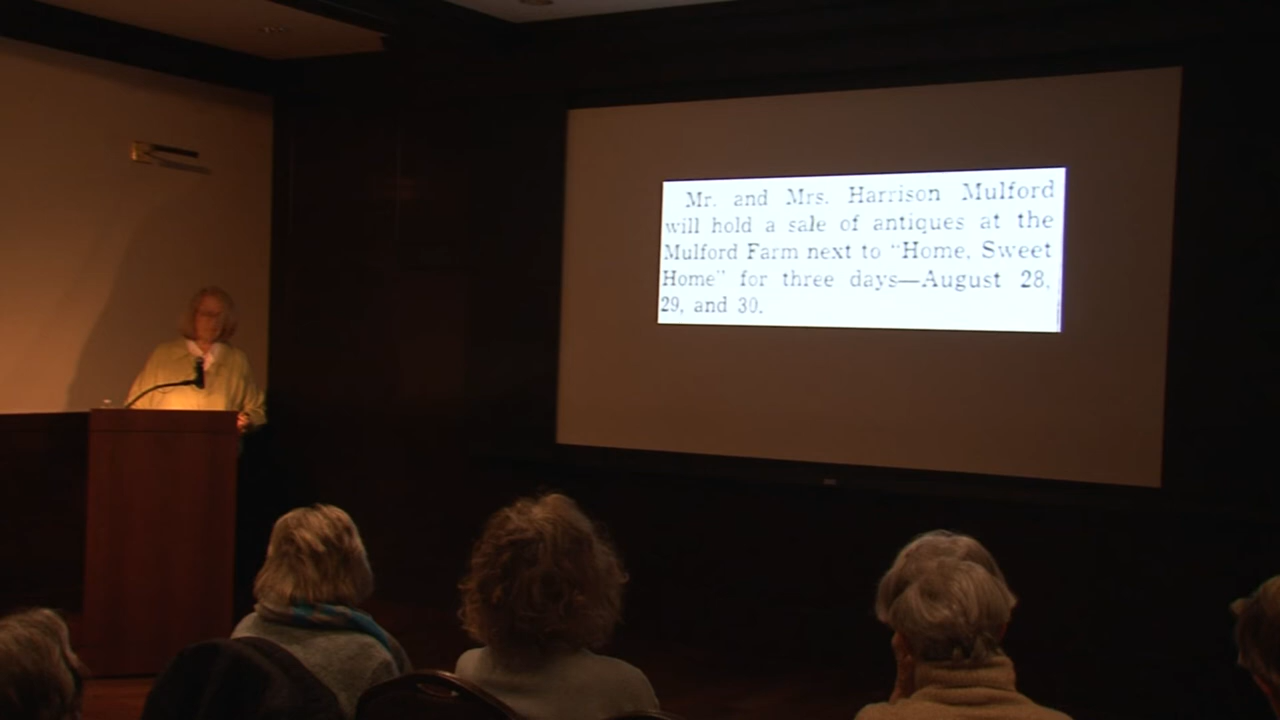 Mr. and Mrs. Harrison Mulford
will hold a sale of antiques at the
Mulford Farm next to "Home, Sweet
Home" for three days—August 28,
29, and 30.